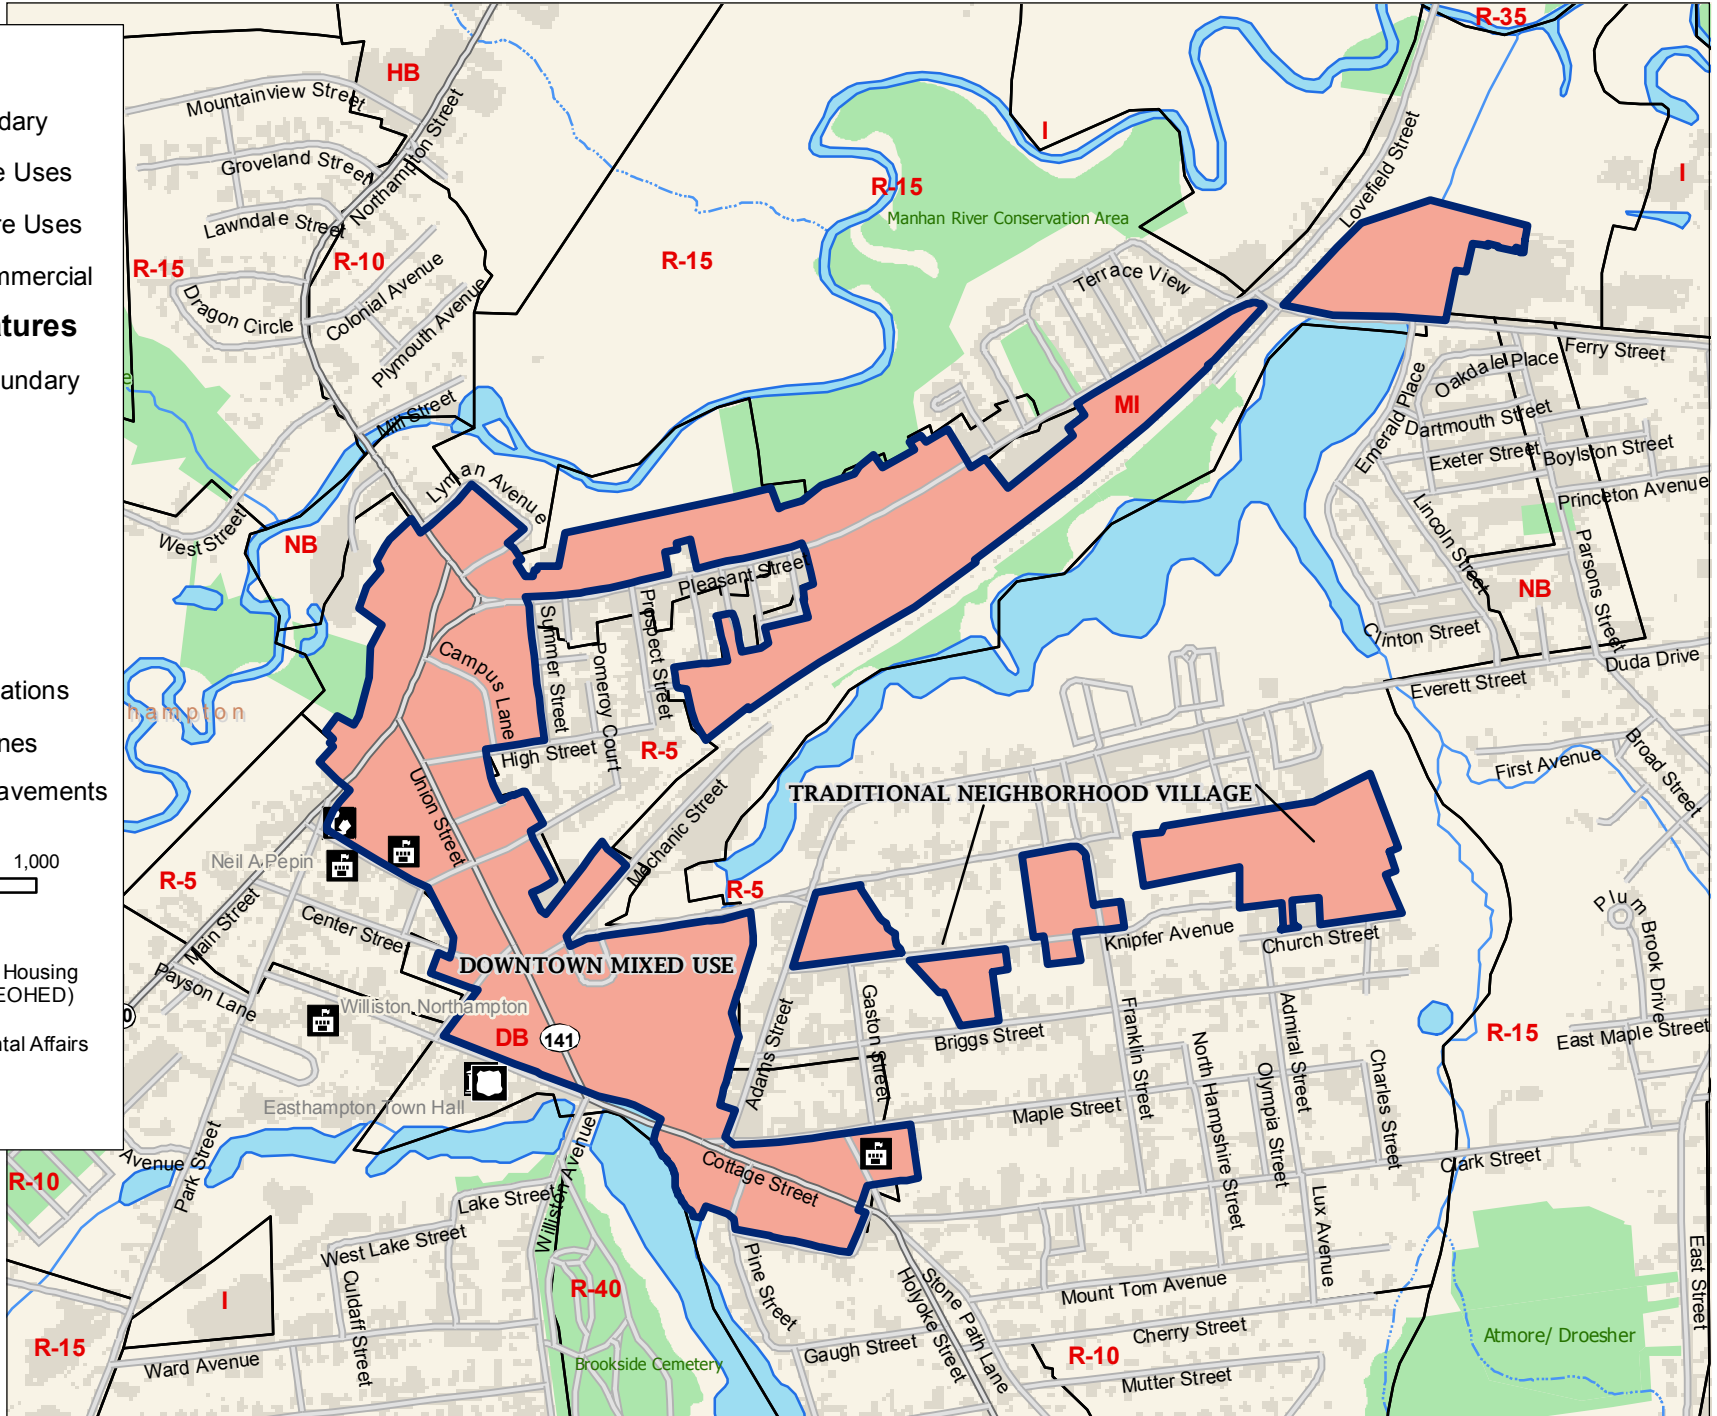 R-35
HB
Mountainview Street
dary
Northampton Street
I
Lovefield Street
e Uses
Groveland Street
I
R-15
Manhan River Conservation Area
re Uses
Lawndale Street
R-15
R-10
R-15
Terrace View
mmercial
Colonial Avenue
Dragon Circle
Plymouth Avenue
atures
Ferry Street
Oakdale Place
oundary
Emerald Place
MI
Mill Street
Dartmouth Street
Exeter Street
Boylston Street
Lyman Avenue
Princeton Avenue
West Street
NB
Lincoln Street
Parsons Street
Pleasant Street
NB
Summer Street
Prospect Street
Pomeroy Court
Campus Lane
Clinton Street
Duda Drive
Everett Street
ations
hampton
High Street
R-5
nes
First Avenue
Broad Street
avements
Union Street
Mechanic Street
TRADITIONAL NEIGHBORHOOD VILLAGE
1,000
Neil A Pepin
R-5
R-5
Main Street
Center Street
Plum Brook Drive
Knipfer Avenue
Church Street
Housing
EOHED)
Payson Lane
DOWNTOWN MIXED USE
Williston Northampton
0
DB
141
Adams Street
Gaston Street
Briggs Street
Franklin Street
Admiral Street
R-15
East Maple Street
tal Affairs
North Hampshire Street
Olympia Street
Charles Street
Easthampton Town Hall
Maple Street
Avenue
Park Street
Williston Avenue
Cottage Street
Clark Street
R-10
Lake Street
Lux Avenue
West Lake Street
East Street
Culdaff Street
Pine Street
R-40
Holyoke Street
Stone Path Lane
Mount Tom Avenue
I
Cherry Street
Atmore/ Droesher
R-15
Ward Avenue
Brookside Cemetery
Gaugh Street
R-10
Mutter Street